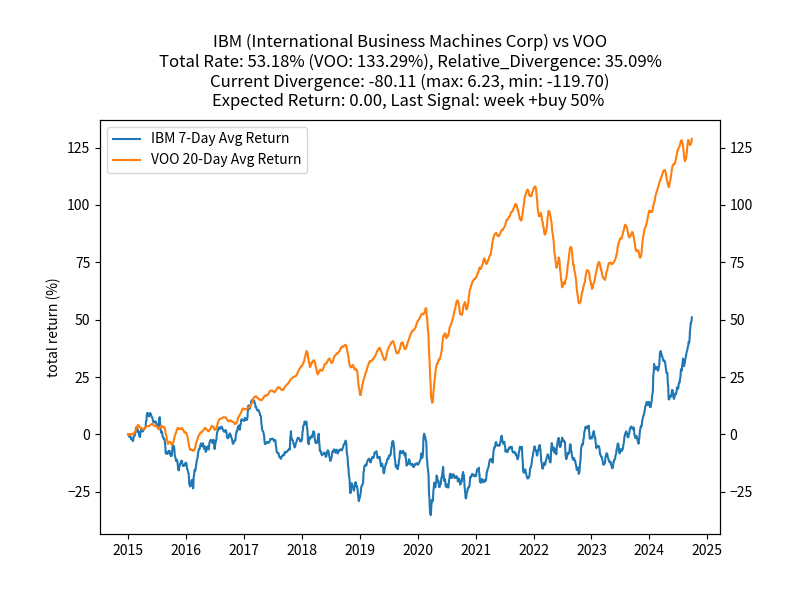 IBM (International Business Machines Corp) vs VOO
Total Rate: 53.18% (VOO: 133.29%), Relative_Divergence: 35.09%
Current Divergence: -80.11 (max: 6.23, min: -119.70)
Expected Return: 0.00, Last Signal: week +buy 50%
IBM 7-Day Avg Return
VOO 20-Day Avg Return
total return (%)
125
100
75
50
25
0
−25
125
100
75
50
25
0
−25
2015 2016 2017 2018 2019 2020 2021 2022 2023 2024 2025